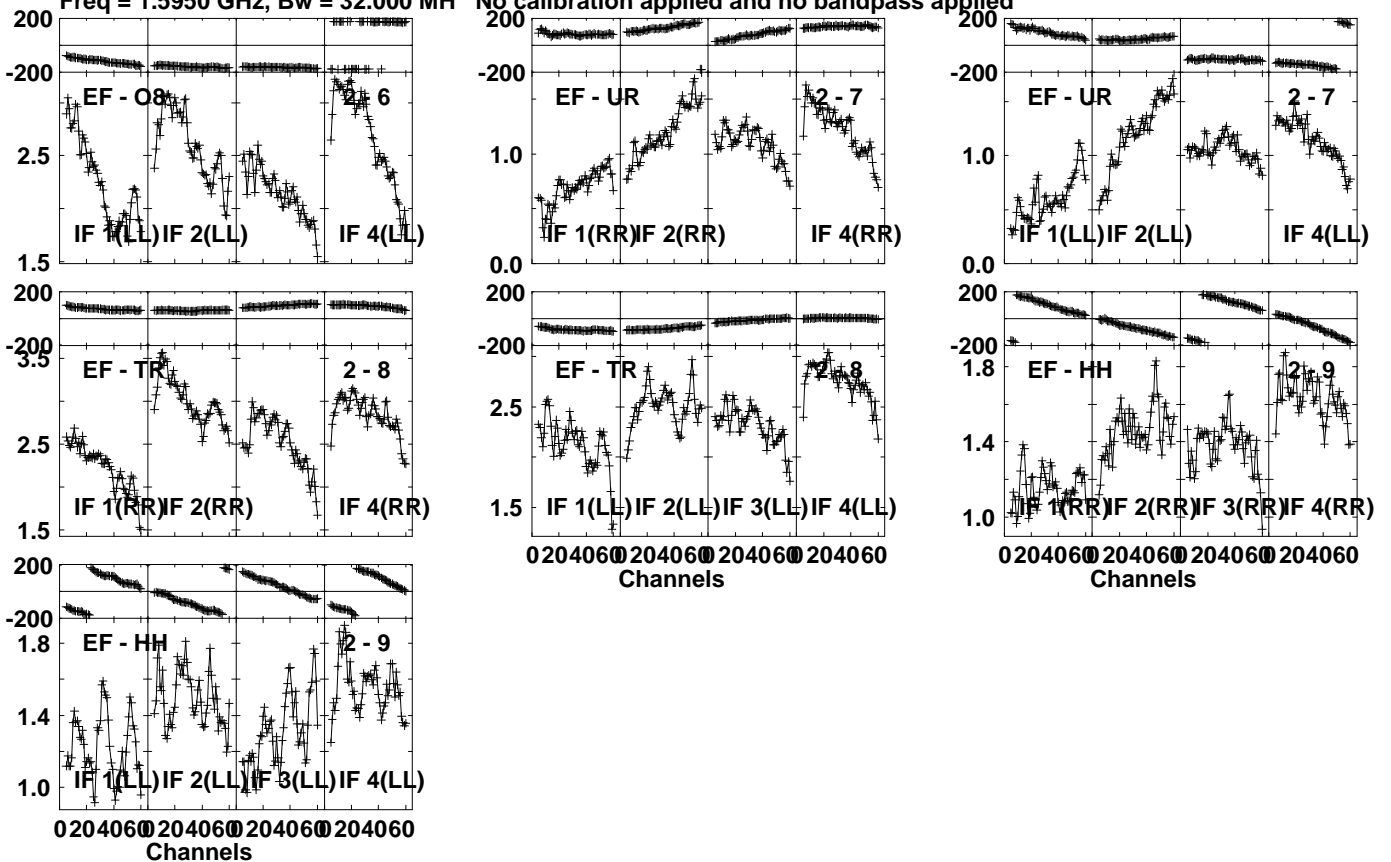 Freq = 1.5950 GHz, Bw = 32.000 MH No calibration applied and no bandpass applied
200
-200
EF - O8
2 - 6
2.5
1.5
IF 1(LL)
IF 2(LL)
IF 4(LL)
EF - UR
2 - 7
1.0
0.0
IF 1(RR)
IF 2(RR)
IF 4(RR)
200
-200
EF - UR
2 - 7
1.0
0.0
IF 1(LL)
IF 2(LL)
IF 4(LL)
200
-200
200
-200
3.5
EF - TR
2 - 8
2.5
1.5
IF 1(RR)
IF 2(RR)
IF 4(RR)
200
-200
EF - TR
2 - 8
2.5
1.5
IF 1(LL)
IF 2(LL)
IF 3(LL)
IF 4(LL)
0 20 40 60 0 20 40 60 0 20 40 60 0 20 40 60
Channels
200
-200
EF - HH
2 - 9
1.8
1.4
1.0
IF 1(RR)
IF 2(RR)
IF 3(RR)
IF 4(RR)
0 20 40 60 0 20 40 60 0 20 40 60 0 20 40 60
Channels
200
-200
EF - HH
2 - 9
1.8
1.4
1.0
IF 1(LL)
IF 2(LL)
IF 3(LL)
IF 4(LL)
0 20 40 60 0 20 40 60 0 20 40 60 0 20 40 60
Channels